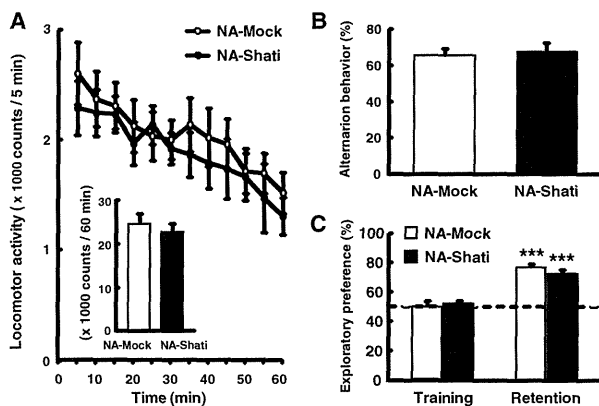 A
3
NA-Mock
NA-Shati
2
1
0
Locomotor activity (x 1000 counts / 5 min)
0 10 20 30 40 50 60
Time (min)
30
20
10
0
(x 1000 counts / 60 min)
NA-Mock NA-Shati
B
80
60
40
20
0
Alternarion behavior (%)
NA-Mock NA-Shati
C
100
80
60
40
20
0
Exploratory preference (%)
NA-Mock
NA-Shati
*** ***
Training Retention